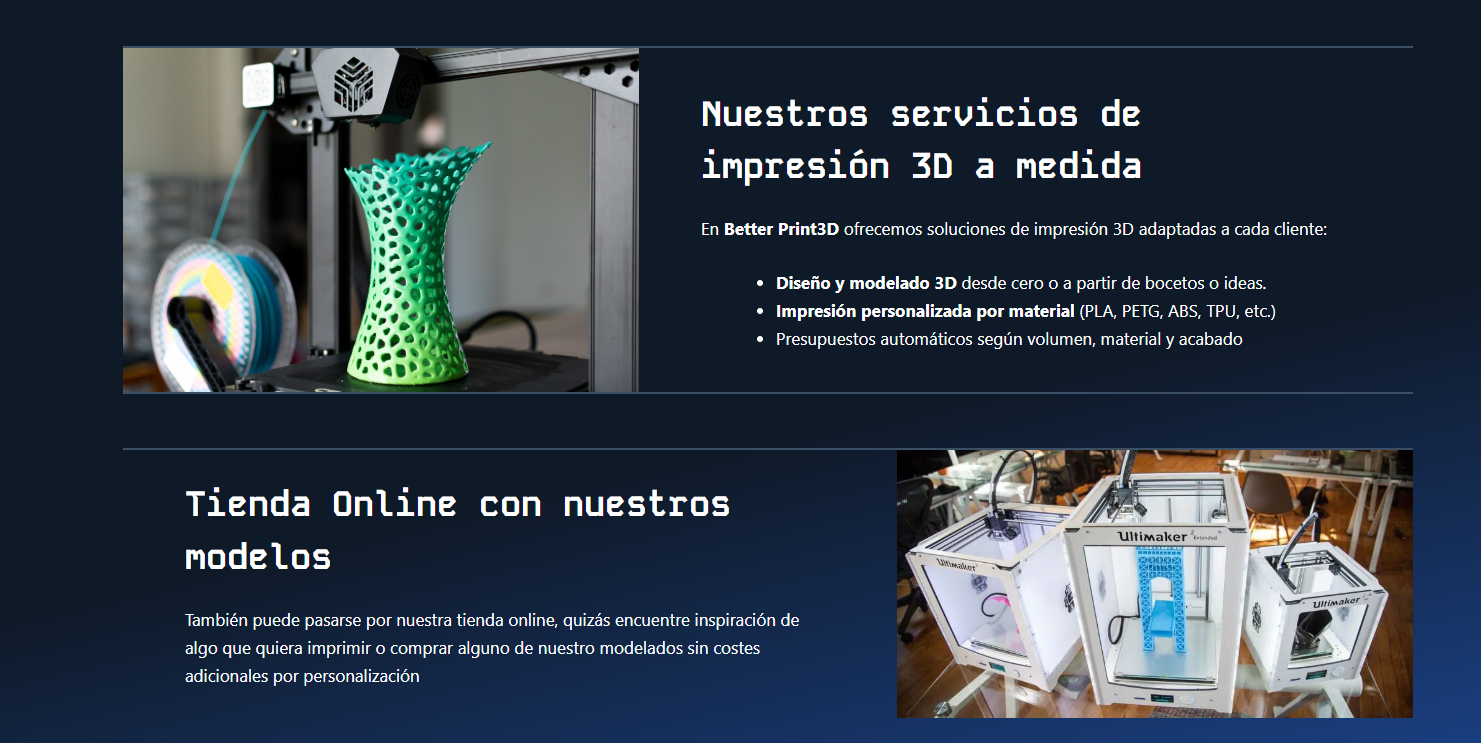 Nuestros servicios de
impresión 3D a medida
En Better Print3D ofrecemos soluciones de impresión 3D adaptadas a cada cliente:
• Diseño y modelado 3D desde cero o a partir de bocetos o ideas.
• Impresión personalizada por material (PLA, PETG, ABS, TPU, etc.)
• Presupuestos automáticos según volumen, material y acabado
Tienda Online con nuestros
modelos
También puede pasarse por nuestra tienda online, quizás encuentre inspiración de
algo que quiera imprimir o comprar alguno de nuestro modelados sin costes
adicionales por personalización
Ultimaker
Ultimaker 2 Extended
Ultimaker